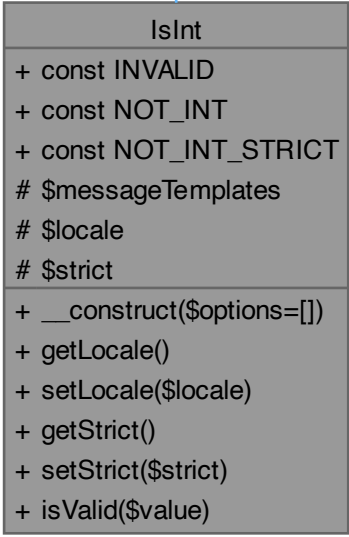 IsInt
+ const INVALID
+ const NOT_INT
+ const NOT_INT_STRICT
# $messageTemplates
# $locale
# $strict
+ __construct($options=[])
+ getLocale()
+ setLocale($locale)
+ getStrict()
+ setStrict($strict)
+ isValid($value)